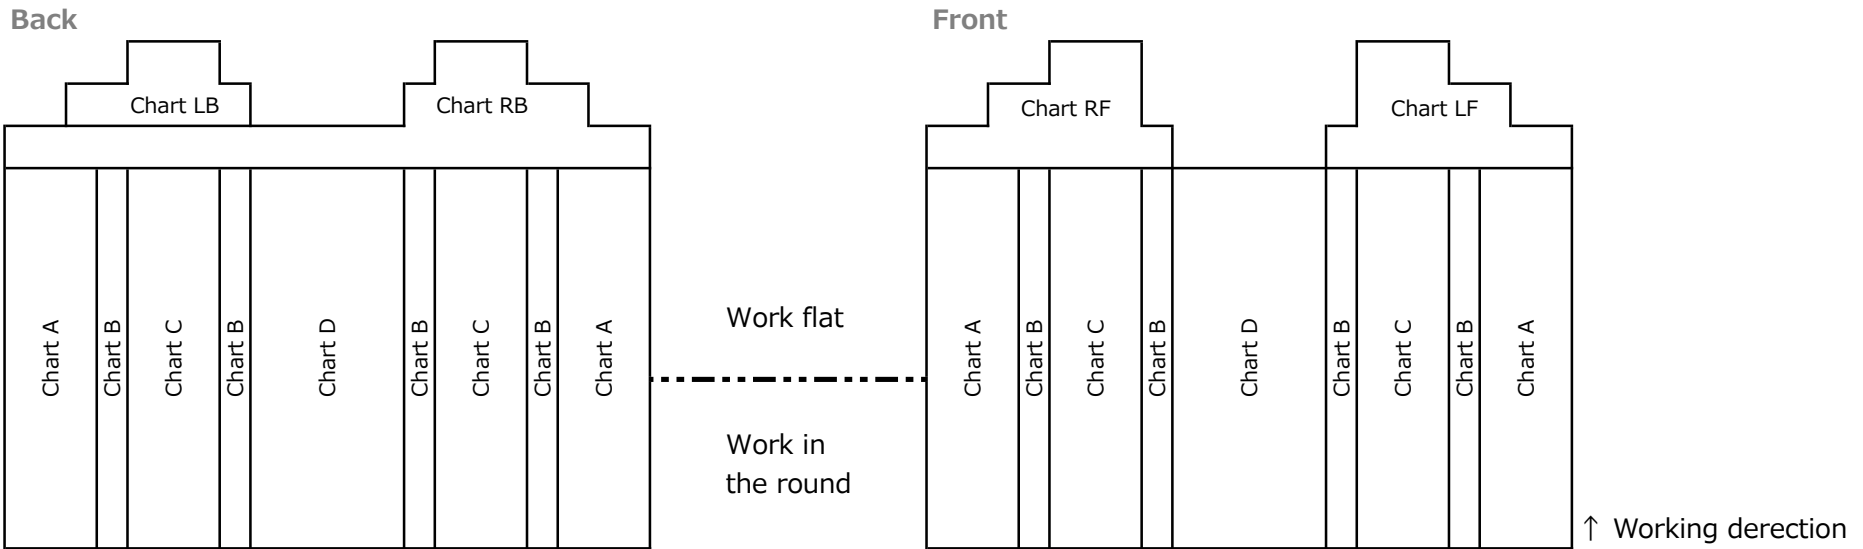 Back
Front
Chart LB
Chart RB
Chart RF
Chart LF
Chart A
Chart B
Chart C
Chart B
Chart D
Chart B
Chart C
Chart B
Chart A
Work flat
Work in
the round
Chart A
Chart B
Chart C
Chart B
Chart D
Chart B
Chart C
Chart B
Chart A
↑ Working derection